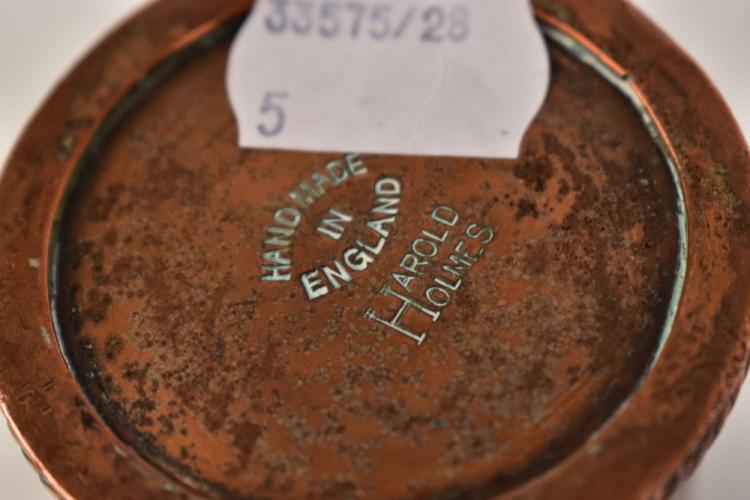 33575/28
5
HAND MADE
IN
ENGLAND
HAROLD
HOLMES